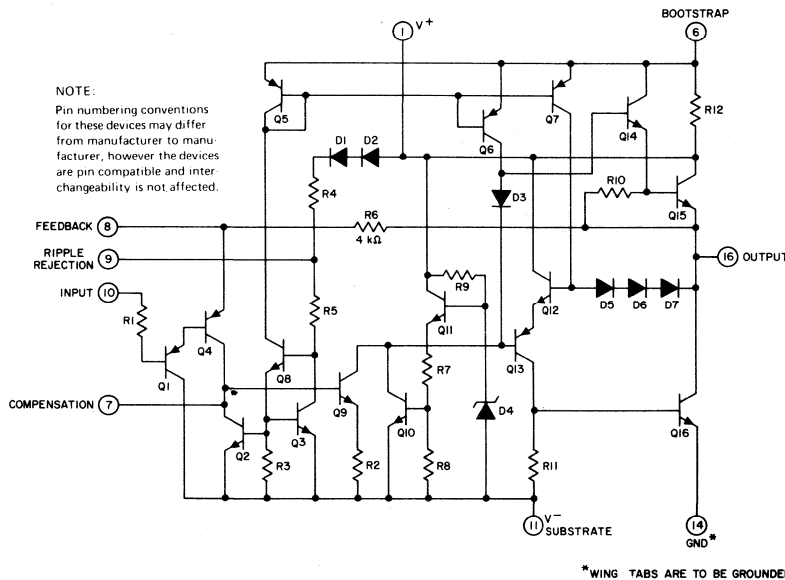 1 V+
BOOTSTRAP
6
NOTE:
Pin numbering conventions
for these devices may differ
from manufacturer to manu-
facturer, however the devices
are pin compatible and inter-
changeability is not affected.
Q5
Q6
Q7
Q14
R12
D1
D2
R4
D3
R10
Q15
FEEDBACK 8
R6
4 kΩ
RIPPLE
REJECTION 9
16 OUTPUT
INPUT 10
R9
Q12
D5
D6
D7
R1
R5
Q11
Q13
Q4
Q1
Q8
R7
D4
COMPENSATION 7
Q9
Q10
Q16
Q2
Q3
R3
R2
R8
R11
11 V−
SUBSTRATE
14
GND*
*WING TABS ARE TO BE GROUNDED